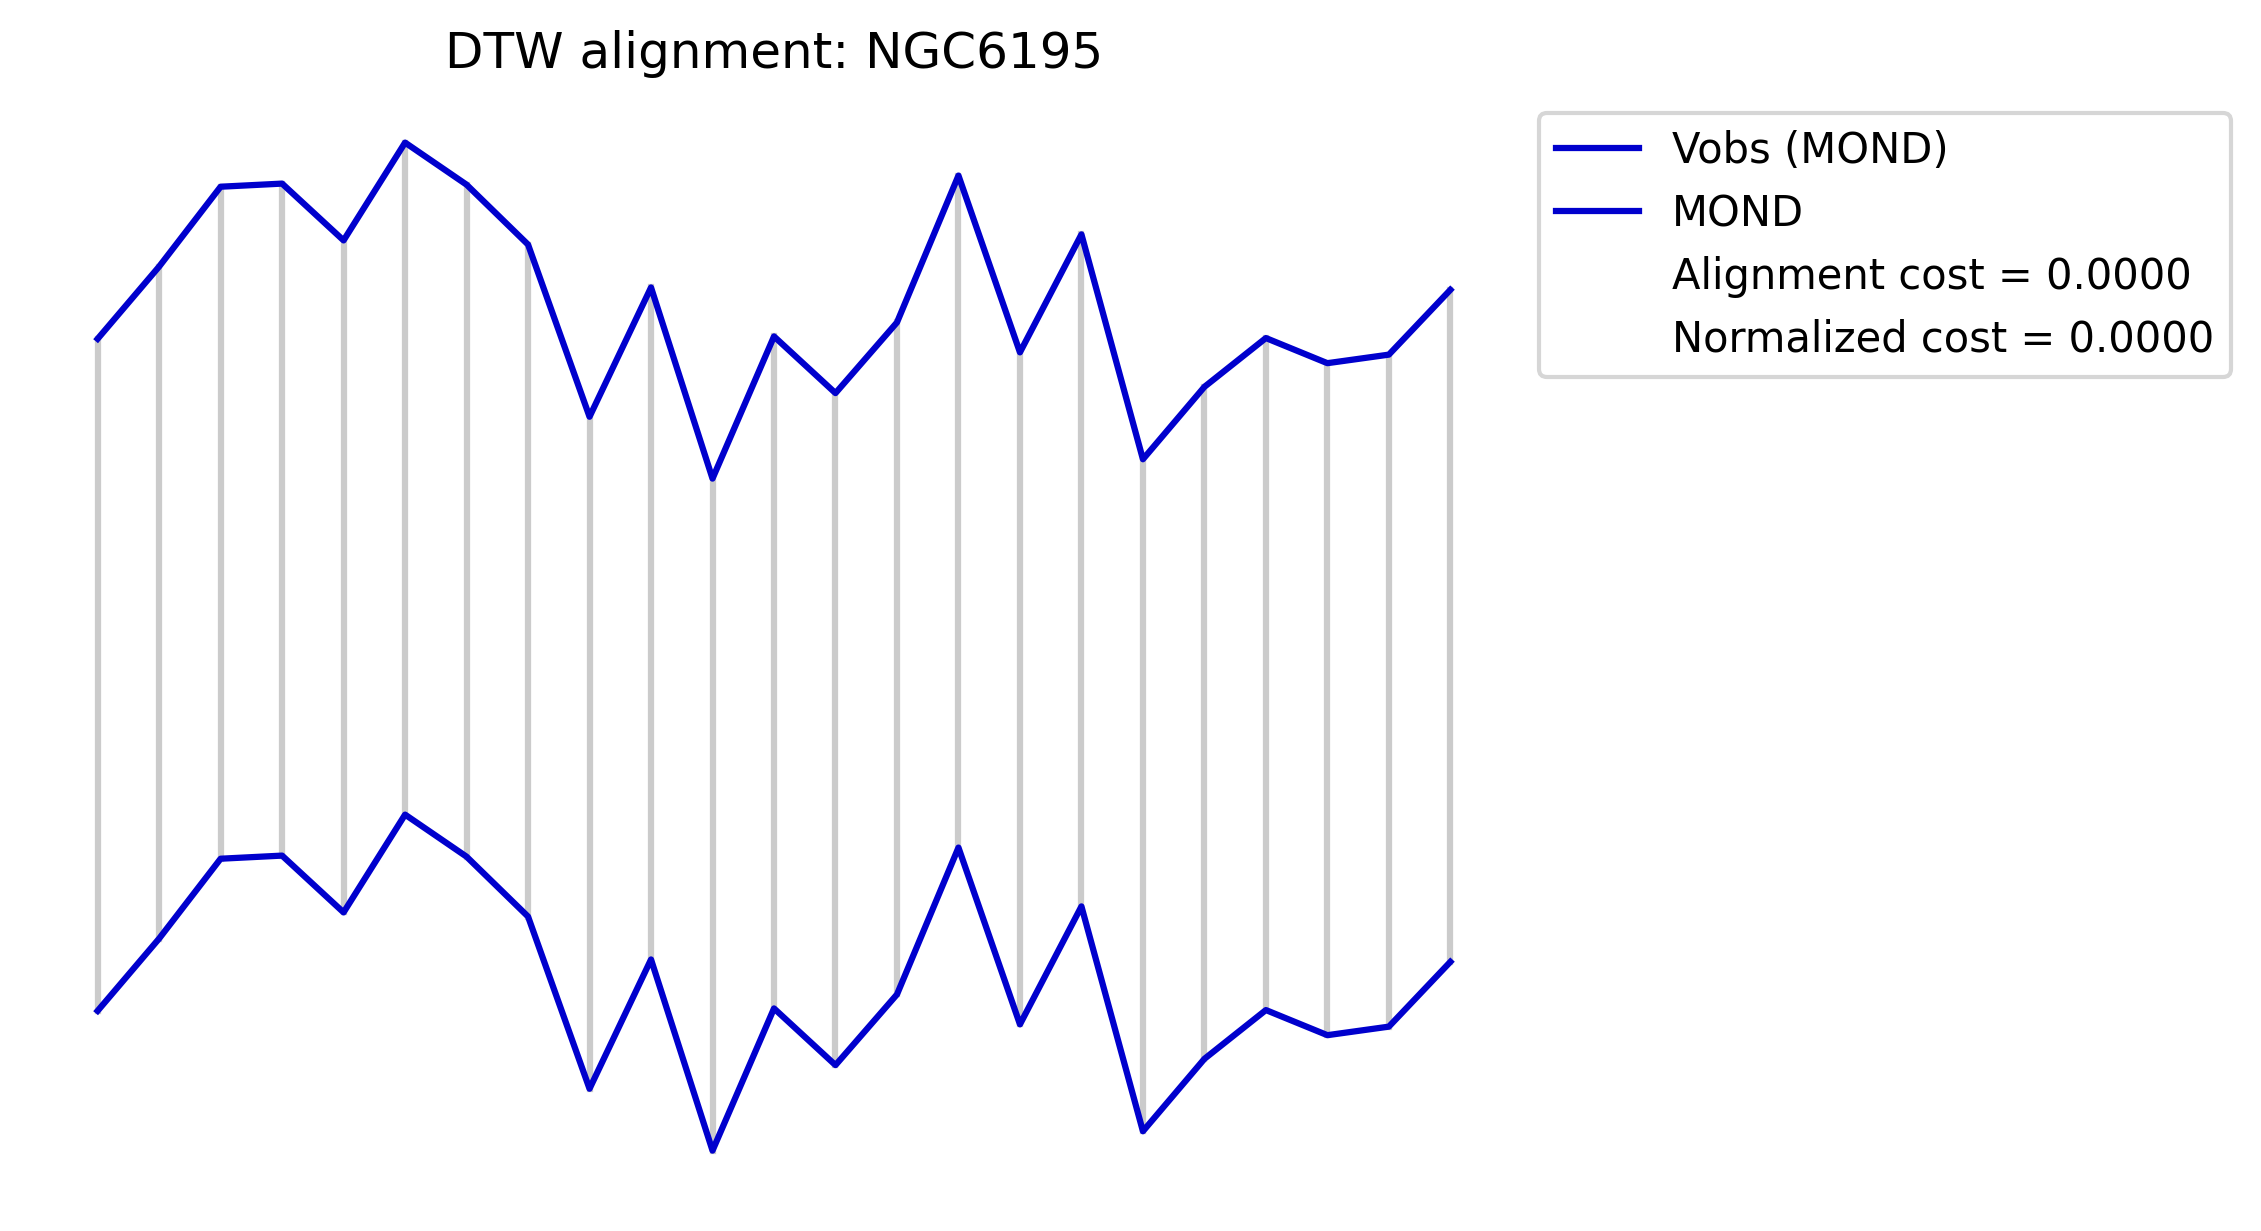 DTW alignment: NGC6195
Vobs (MOND)
MOND
Alignment cost = 0.0000
Normalized cost = 0.0000